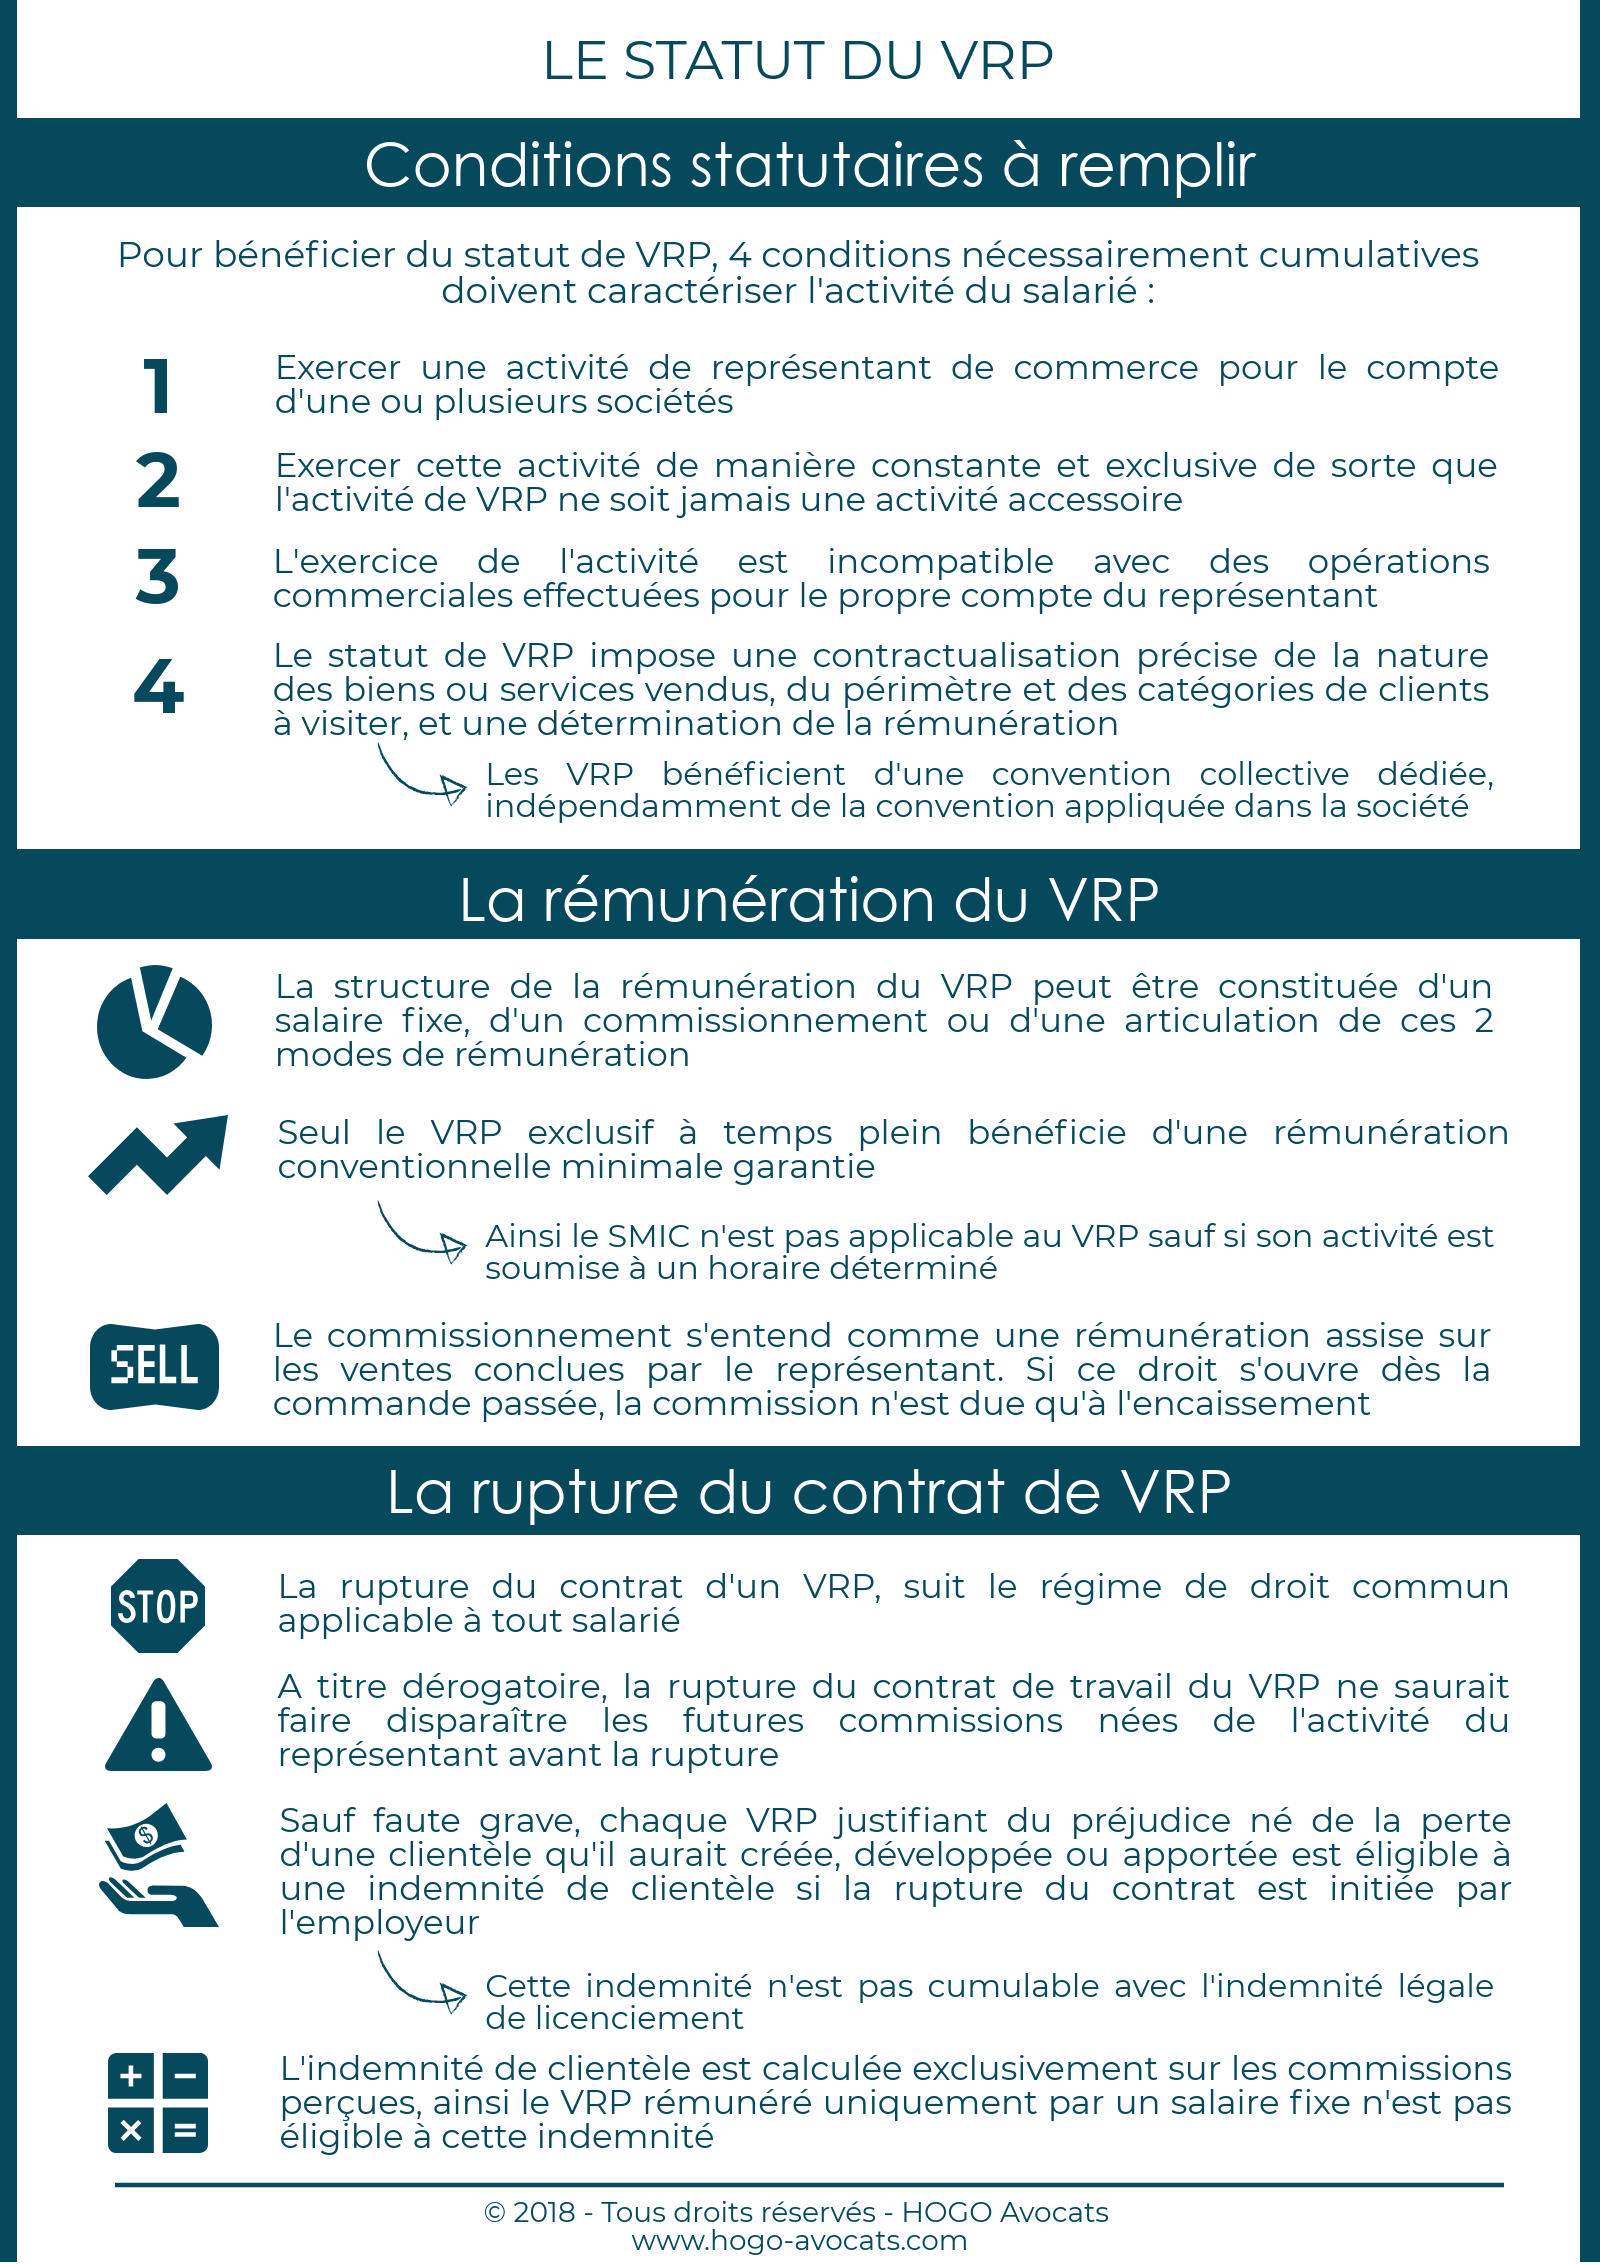 LE STATUT DU VRP
Conditions statutaires à remplir
Pour bénéficier du statut de VRP, 4 conditions nécessairement cumulatives
doivent caractériser l'activité du salarié :
1
Exercer une activité de représentant de commerce pour le compte
d'une ou plusieurs sociétés
2
Exercer cette activité de manière constante et exclusive de sorte que
l'activité de VRP ne soit jamais une activité accessoire
3
L'exercice de l'activité est incompatible avec des opérations
commerciales effectuées pour le propre compte du représentant
4
Le statut de VRP impose une contractualisation précise de la nature
des biens ou services vendus, du périmètre et des catégories de clients
à visiter, et une détermination de la rémunération
Les VRP bénéficient d'une convention collective dédiée,
indépendamment de la convention appliquée dans la société
La rémunération du VRP
La structure de la rémunération du VRP peut être constituée d'un
salaire fixe, d'un commissionnement ou d'une articulation de ces 2
modes de rémunération
Seul le VRP exclusif à temps plein bénéficie d'une rémunération
conventionnelle minimale garantie
Ainsi le SMIC n'est pas applicable au VRP sauf si son activité est
soumise à un horaire déterminé
SELL
Le commissionnement s'entend comme une rémunération assise sur
les ventes conclues par le représentant. Si ce droit s'ouvre dès la
commande passée, la commission n'est due qu'à l'encaissement
La rupture du contrat de VRP
STOP
La rupture du contrat d'un VRP, suit le régime de droit commun
applicable à tout salarié
A titre dérogatoire, la rupture du contrat de travail du VRP ne saurait
faire disparaître les futures commissions nées de l'activité du
représentant avant la rupture
$
Sauf faute grave, chaque VRP justifiant du préjudice né de la perte
d'une clientèle qu'il aurait créée, développée ou apportée est éligible à
une indemnité de clientèle si la rupture du contrat est initiée par
l'employeur
Cette indemnité n'est pas cumulable avec l'indemnité légale
de licenciement
L'indemnité de clientèle est calculée exclusivement sur les commissions
perçues, ainsi le VRP rémunéré uniquement par un salaire fixe n'est pas
éligible à cette indemnité
© 2018 - Tous droits réservés - HOGO Avocats
www.hogo-avocats.com